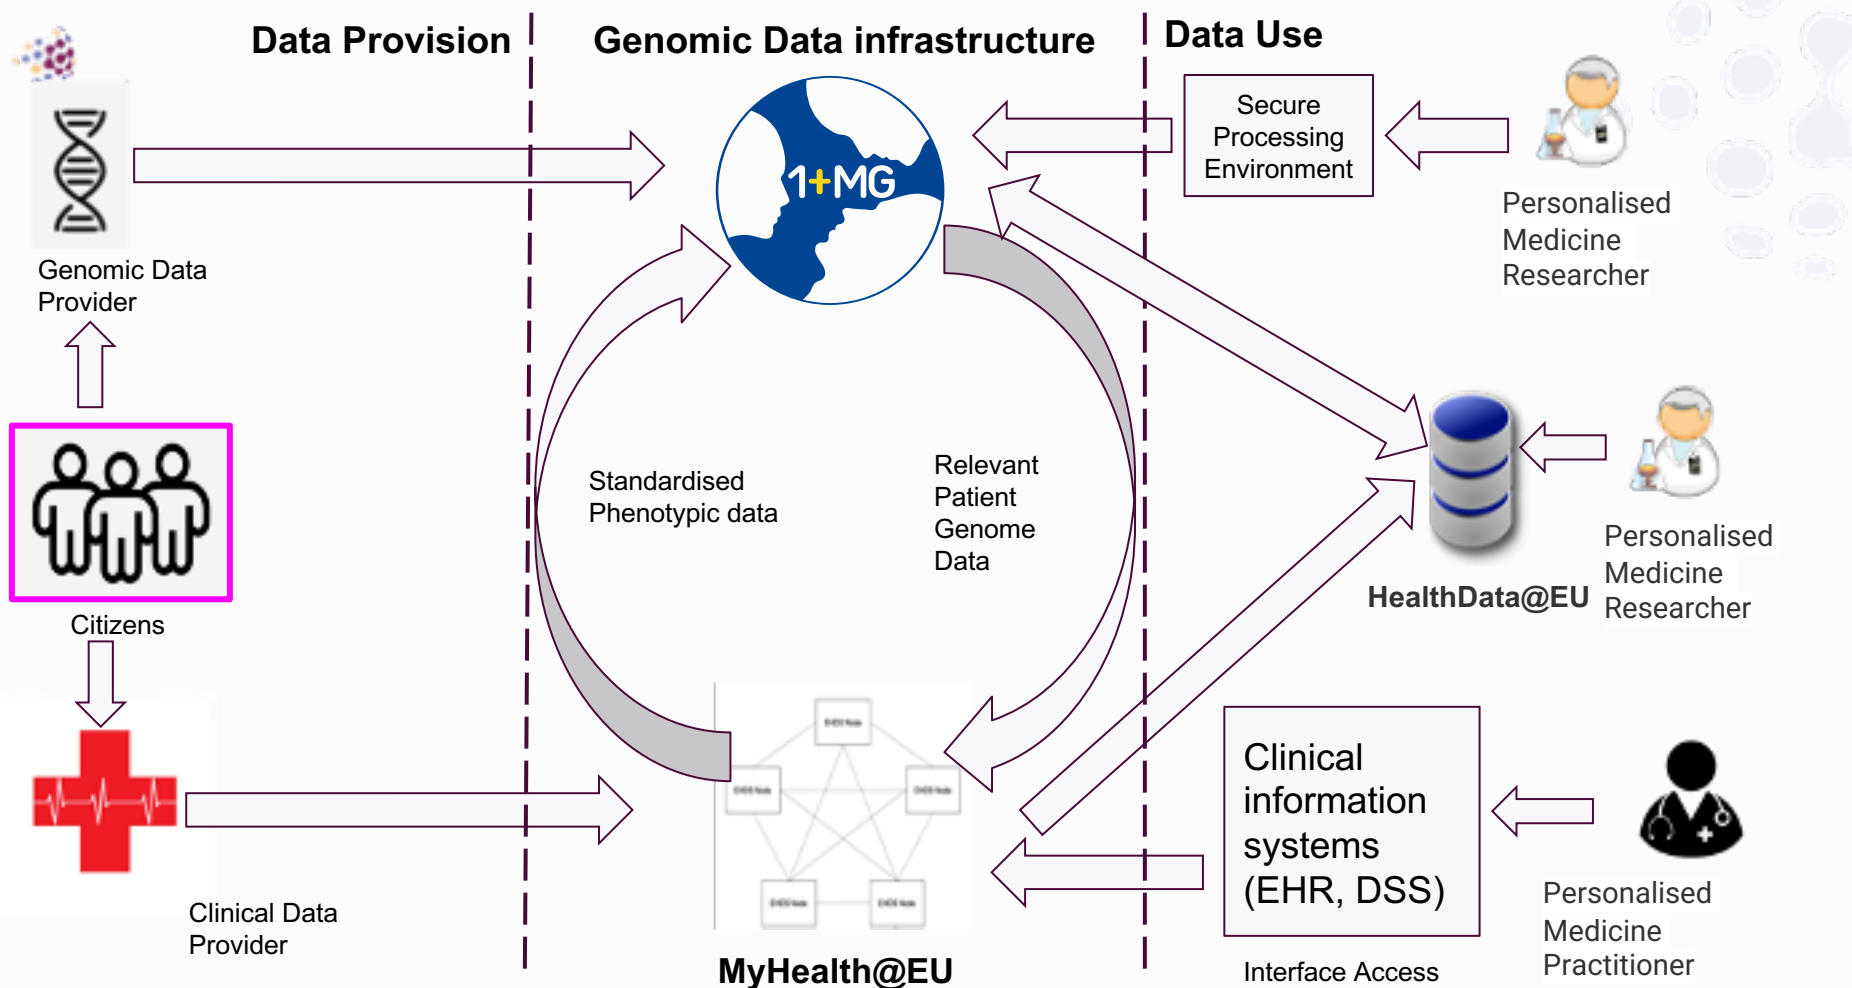 Data Provision
Genomic Data infrastructure
Data Use
1+MG
Secure
Processing
Environment
Personalised
Medicine
Researcher
Genomic Data
Provider
Standardised
Phenotypic data
Relevant
Patient
Genome
Data
Personalised
Medicine
Researcher
HealthData@EU
Citizens
Clinical
information
systems
(EHR, DSS)
Personalised
Medicine
Practitioner
Clinical Data
Provider
MyHealth@EU
Interface Access